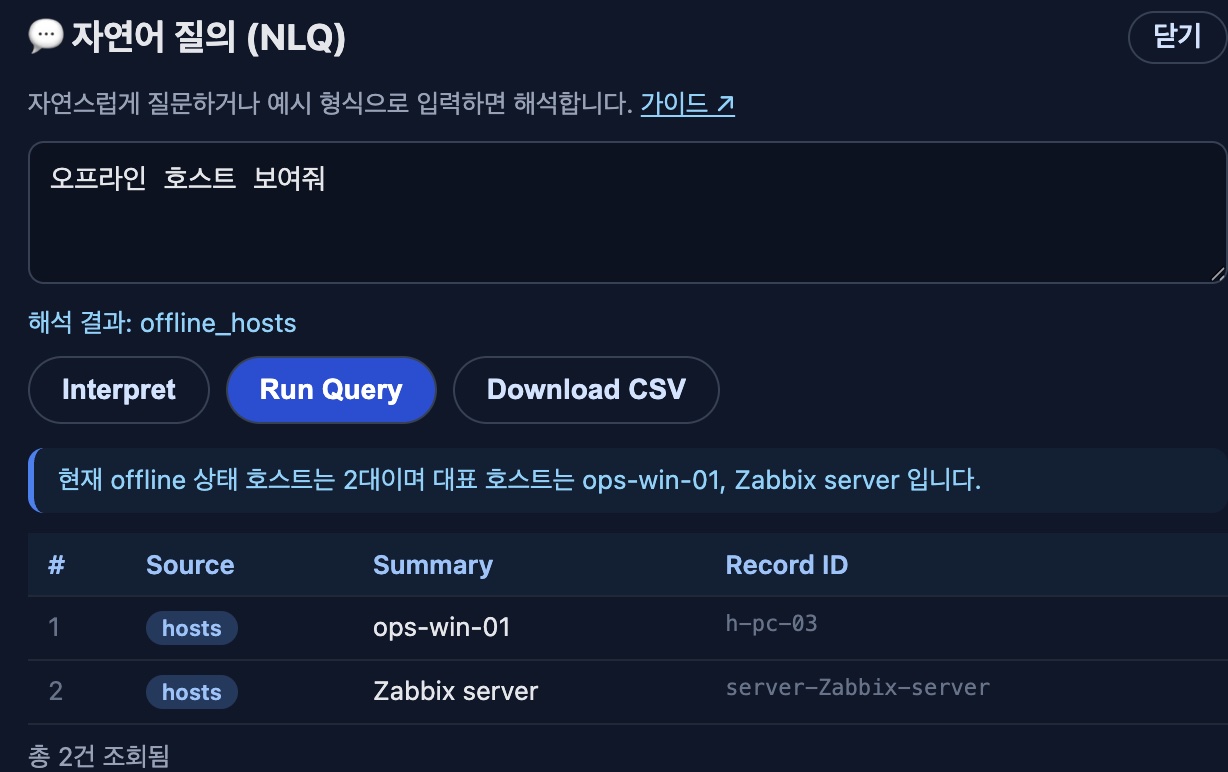 💬 자연어 질의 (NLQ)
닫기
자연스럽게 질문하거나 예시 형식으로 입력하면 해석합니다. 가이드 ↗
오프라인 호스트 보여줘
해석 결과: offline_hosts
Interpret Run Query Download CSV
현재 offline 상태 호스트는 2대이며 대표 호스트는 ops-win-01, Zabbix server 입니다.
# Source Summary Record ID
1 hosts ops-win-01 h-pc-03
2 hosts Zabbix server server-Zabbix-server
총 2건 조회됨